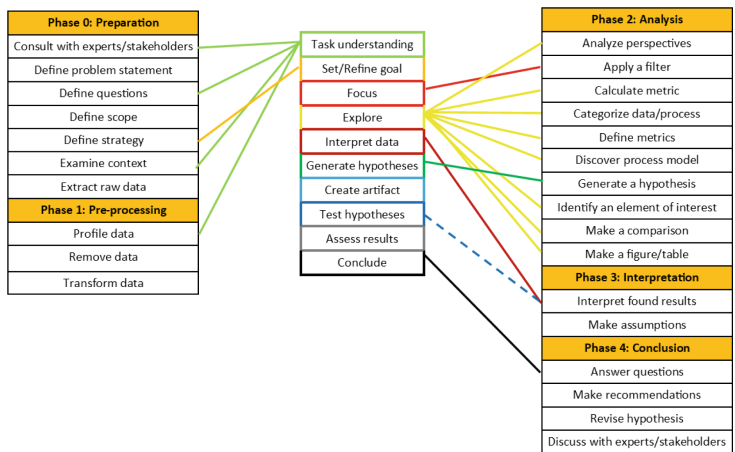 Phase 0: Preparation
Consult with experts/stakeholders
Define problem statement
Define questions
Define scope
Define strategy
Examine context
Extract raw data
Phase 1: Pre-processing
Profile data
Remove data
Transform data
Task understanding
Set/Refine goal
Focus
Explore
Interpret data
Generate hypotheses
Create artifact
Test hypotheses
Assess results
Conclude
Phase 2: Analysis
Analyze perspectives
Apply a filter
Calculate metric
Categorize data/process
Define metrics
Discover process model
Generate a hypothesis
Identify an element of interest
Make a comparison
Make a figure/table
Phase 3: Interpretation
Interpret found results
Make assumptions
Phase 4: Conclusion
Answer questions
Make recommendations
Revise hypothesis
Discuss with experts/stakeholders